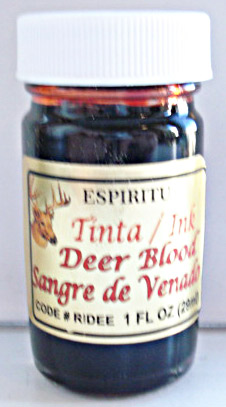 ESPIRITU
Tinta / Ink
Deer Blood
Sangre de Venado
CODE # RIDEE 1 FL OZ (29ml)